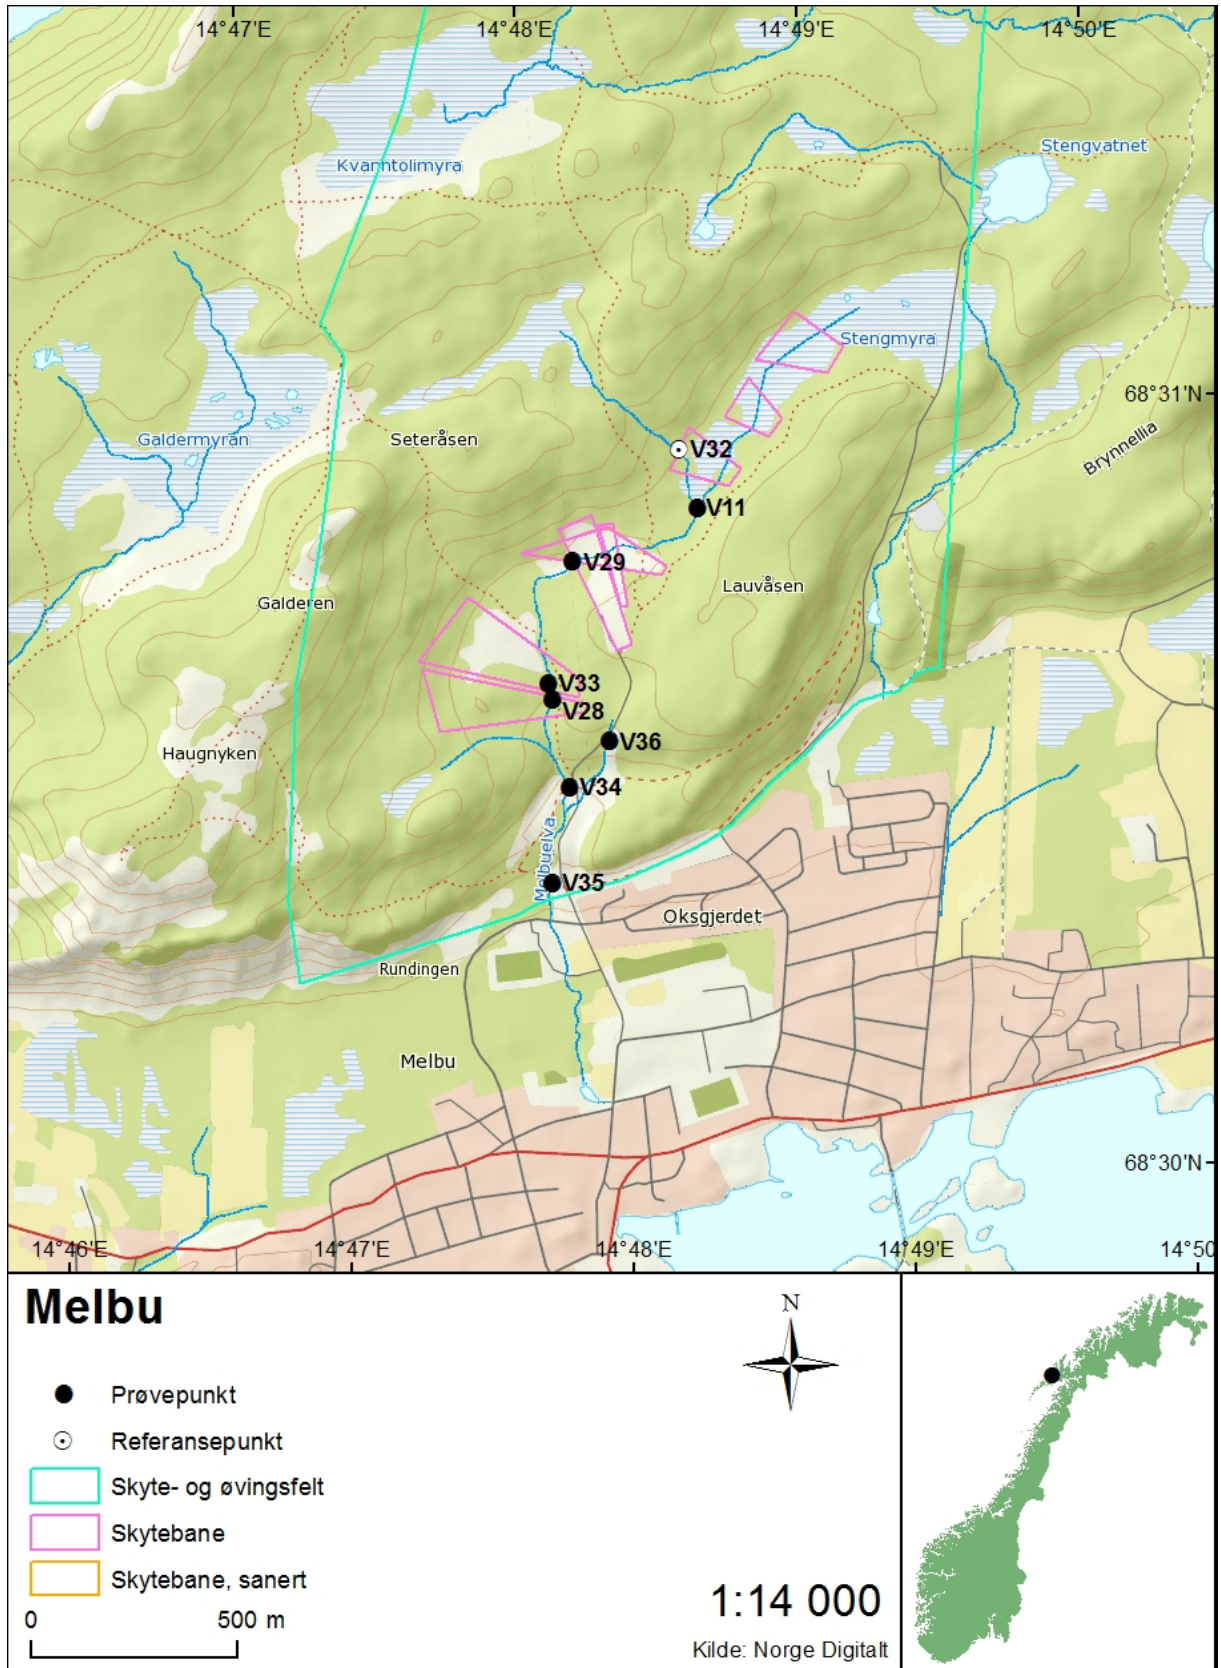 14°47'E
14°48'E
14°49'E
14°50'E
Stengvatnet
Kvanntolimyra
Stengmyra
68°31'N
Galdermyran
Seteråsen
Brynnellia
V32
V11
V29
Lauvåsen
Galderen
V33
V28
V36
Haugnyken
V34
Melbuelva
V35
Oksgjerdet
Rundingen
Melbu
68°30'N
14°46'E
14°47'E
14°48'E
14°49'E
14°50
Melbu
N
Prøvepunkt
Referansepunkt
Skyte- og øvingsfelt
Skytebane
Skytebane, sanert
0 500 m
1:14 000
Kilde: Norge Digitalt